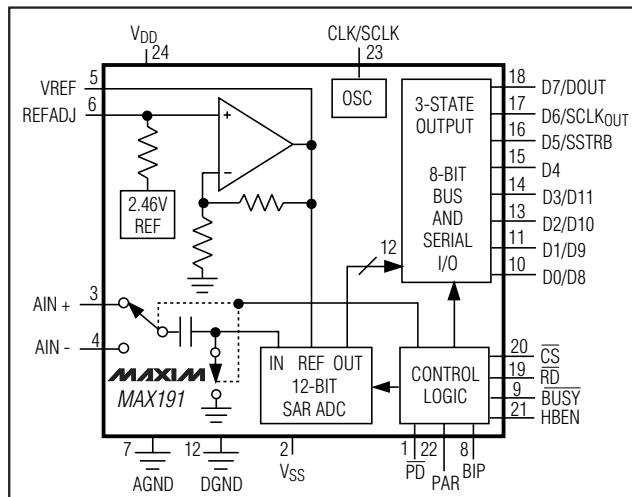 VDD
24
CLK/SCLK
23
VREF 5
REFADJ 6
OSC
+
-
2.46V
REF
3-STATE
OUTPUT
8-BIT
BUS
AND
SERIAL
I/O
18 D7/DOUT
17 D6/SCLKOUT
16 D5/SSTRB
15 D4
14 D3/D11
13 D2/D10
11 D1/D9
10 D0/D8
12
AIN + 3
AIN - 4
MAXIM
MAX191
IN REF OUT
12-BIT
SAR ADC
CONTROL
LOGIC
20 C̅S̅
19 R̅D̅
9 B̅U̅S̅Y̅
21 HBEN
7
AGND
12
DGND
2
VSS
1
P̅D̅
22
PAR
8
BIP